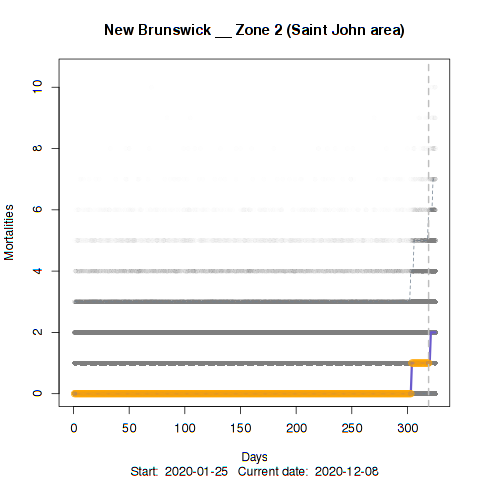 New Brunswick __ Zone 2 (Saint John area)
10
8
6
4
2
0
Mortalities
0 50 100 150 200 250 300
Days
Start: 2020-01-25 Current date: 2020-12-08